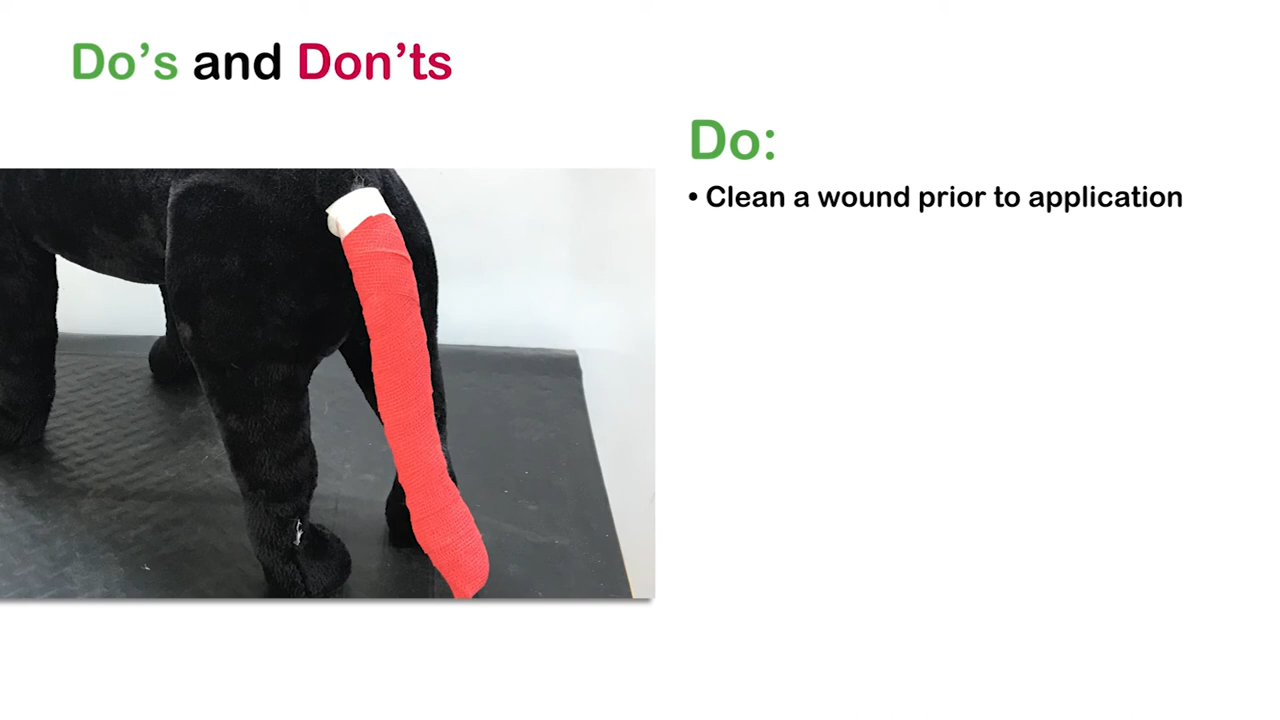 Do’s and Don’ts
Do:
• Clean a wound prior to application